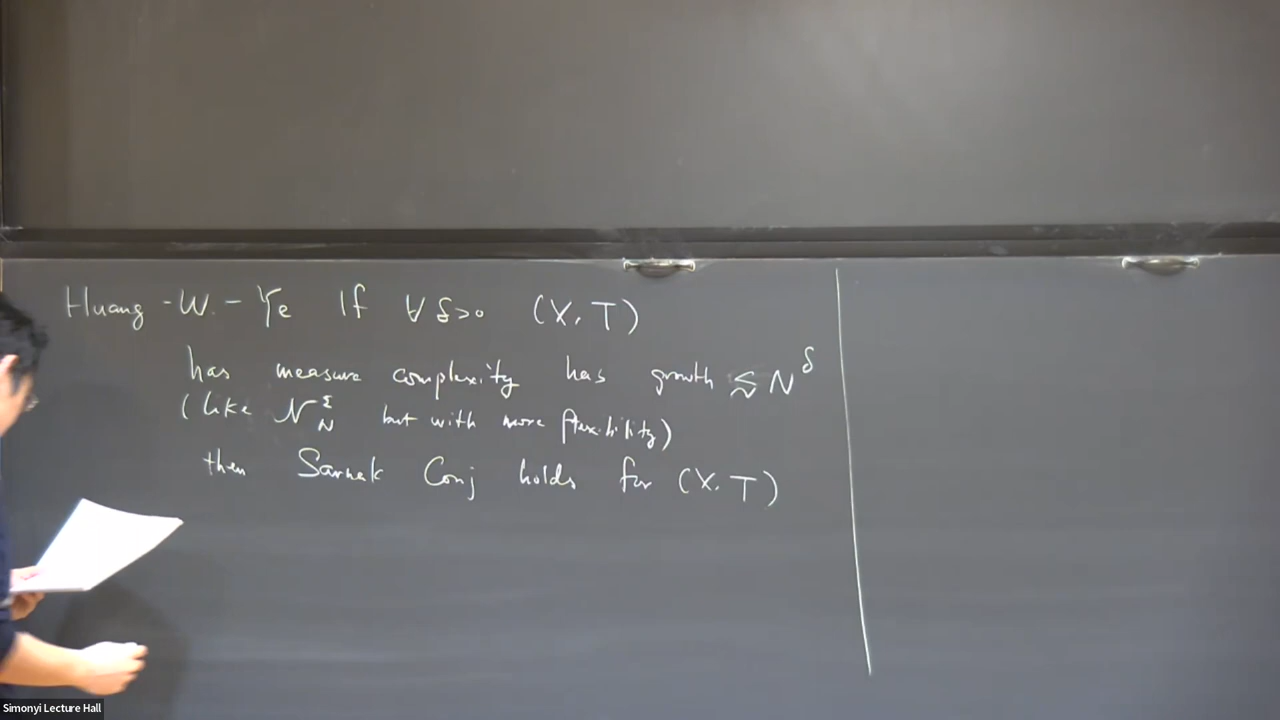 Huang - W. - Ye If ∀ δ>0 (X, T)
has measure complexity has growth ≲ N^δ
(like 𝒩_N^ε but with more flexibility)
then Sarnak Conj holds for (X, T)
Simonyi Lecture Hall